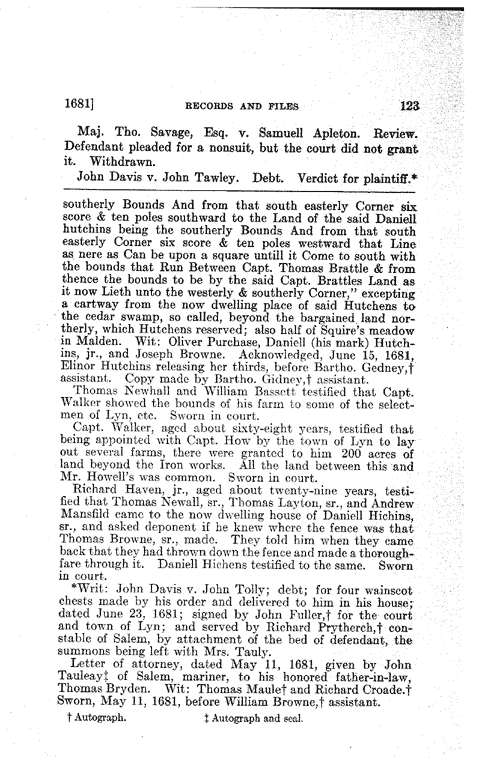 1681] RECORDS AND FILES 123
Maj. Tho. Savage, Esq. v. Samuell Apleton. Review.
Defendant pleaded for a nonsuit, but the court did not grant
it. Withdrawn.
John Davis v. John Tawley. Debt. Verdict for plaintiff.*
southerly Bounds And from that south easterly Corner six
score & ten poles southward to the Land of the said Daniell
hutchins being the southerly Bounds And from that south
easterly Corner six score & ten poles westward that Line
as nere as Can be upon a square untill it Come to south with
the bounds that Run Between Capt. Thomas Brattle & from
thence the bounds to be by the said Capt. Brattles Land as
it now Lieth unto the westerly & southerly Corner," excepting
a cartway from the now dwelling place of said Hutchens to
the cedar swamp, so called, beyond the bargained land nor-
therly, which Hutchens reserved; also half of Squire's meadow
in Malden. Wit: Oliver Purchase, Daniell (his mark) Hutch-
ins, jr., and Joseph Browne. Acknowledged, June 15, 1681,
Elinor Hutchins releasing her thirds, before Bartho. Gedney,†
assistant. Copy made by Bartho. Gidney,† assistant.
Thomas Newhall and William Bassett testified that Capt.
Walker showed the bounds of his farm to some of the select-
men of Lyn, etc. Sworn in court.
Capt. Walker, aged about sixty-eight years, testified that
being appointed with Capt. How by the town of Lyn to lay
out several farms, there were granted to him 200 acres of
land beyond the Iron works. All the land between this and
Mr. Howell's was common. Sworn in court.
Richard Haven, jr., aged about twenty-nine years, testi-
fied that Thomas Newall, sr., Thomas Layton, sr., and Andrew
Mansfild came to the now dwelling house of Daniell Hichins,
sr., and asked deponent if he knew where the fence was that
Thomas Browne, sr., made. They told him when they came
back that they had thrown down the fence and made a thorough-
fare through it. Daniell Hichens testified to the same. Sworn
in court.
*Writ: John Davis v. John Tolly; debt; for four wainscot
chests made by his order and delivered to him in his house;
dated June 23, 1681; signed by John Fuller,† for the court
and town of Lyn; and served by Richard Prytherch,† con-
stable of Salem, by attachment of the bed of defendant, the
summons being left with Mrs. Tauly.
Letter of attorney, dated May 11, 1681, given by John
Tauleay‡ of Salem, mariner, to his honored father-in-law,
Thomas Bryden. Wit: Thomas Maule† and Richard Croade.†
Sworn, May 11, 1681, before William Browne,† assistant.
† Autograph. ‡ Autograph and seal.